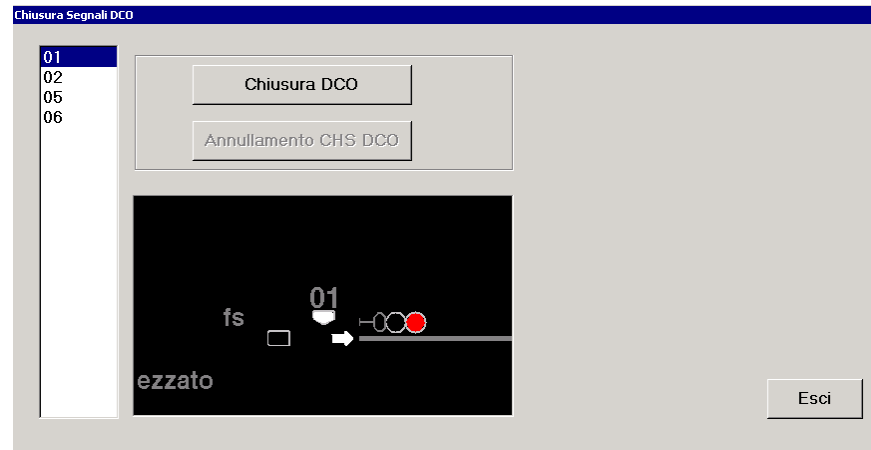 Chiusura Segnali DCO
01
02
05
06
Chiusura DCO
Annullamento CHS DCO
01
fs
ezzato
Esci